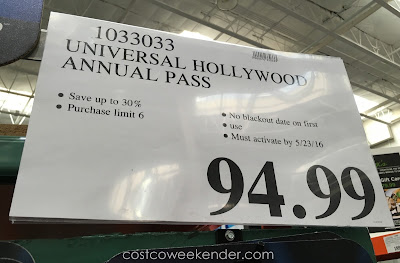 1033033
UNIVERSAL HOLLYWOOD
ANNUAL PASS
• Save up to 30%
• Purchase limit 6
• No blackout date on first
• use
• Must activate by 5/23/16
94.99
costcoweekender.com